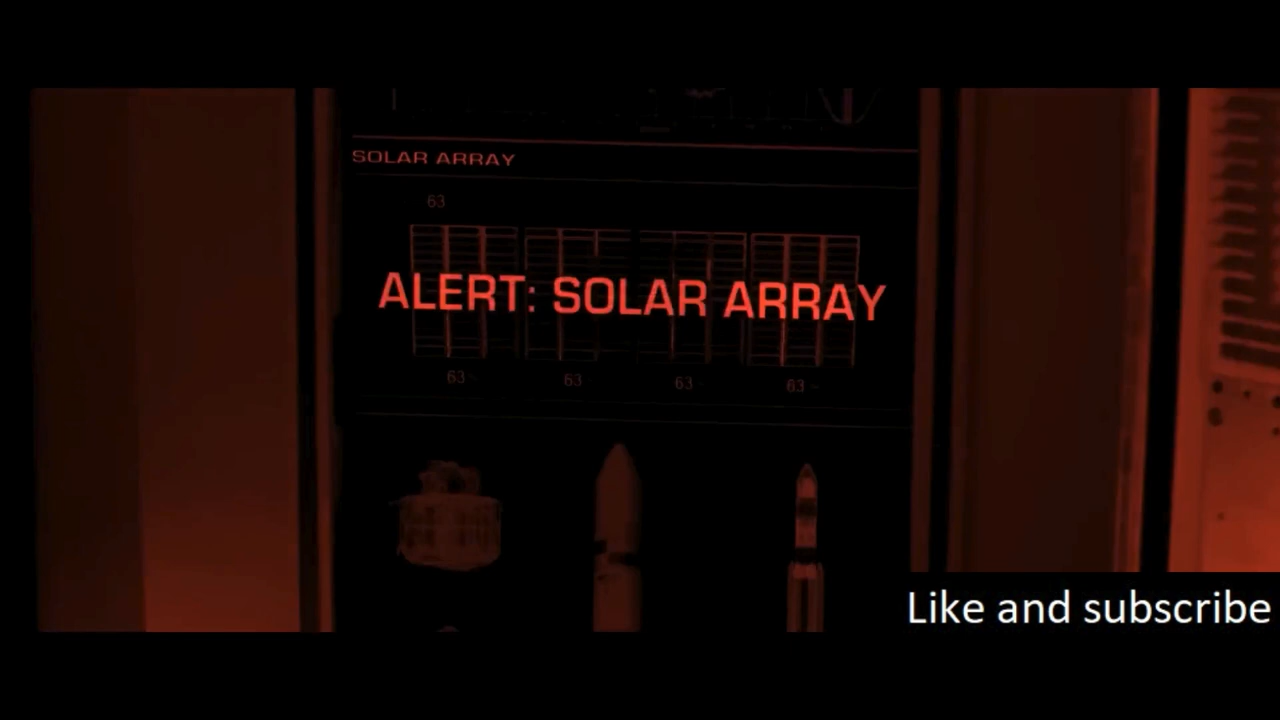 SOLAR ARRAY
63
ALERT: SOLAR ARRAY
63 63 63 63
Like and subscribe